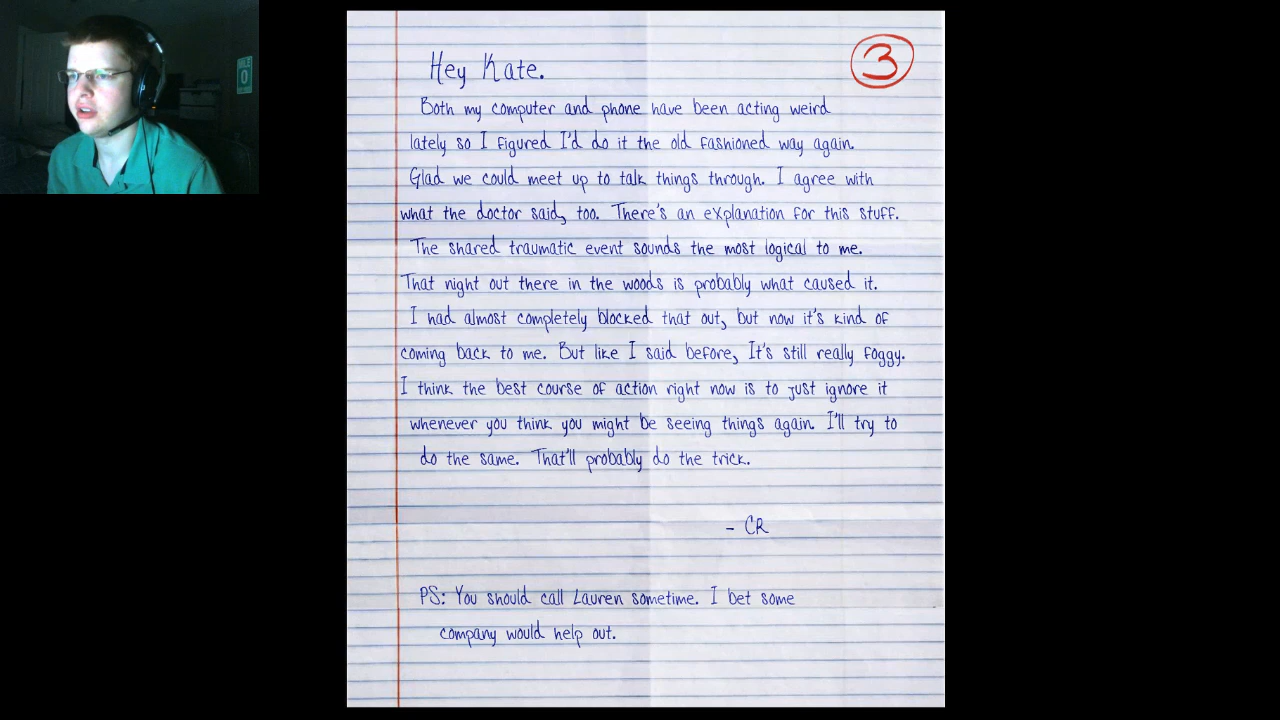 Hey Kate.
3
Both my computer and phone have been acting weird
lately so I figured I'd do it the old fashioned way again.
Glad we could meet up to talk things through. I agree with
what the doctor said, too. There's an explanation for this stuff.
The shared traumatic event sounds the most logical to me.
That night out there in the woods is probably what caused it.
I had almost completely blocked that out, but now it's kind of
coming back to me. But like I said before, It's still really foggy.
I think the best course of action right now is to just ignore it
whenever you think you might be seeing things again. I'll try to
do the same. That'll probably do the trick.
- CR
PS: You should call Lauren sometime. I bet some
company would help out.